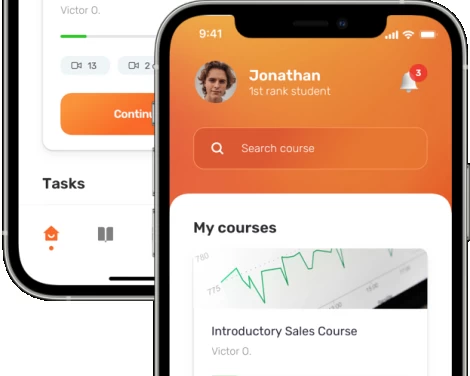 Victor O.
13
2
Tasks
9:41
Jonathan
1st rank student
3
Search course
My courses
780
775
Introductory Sales Course
Victor O.